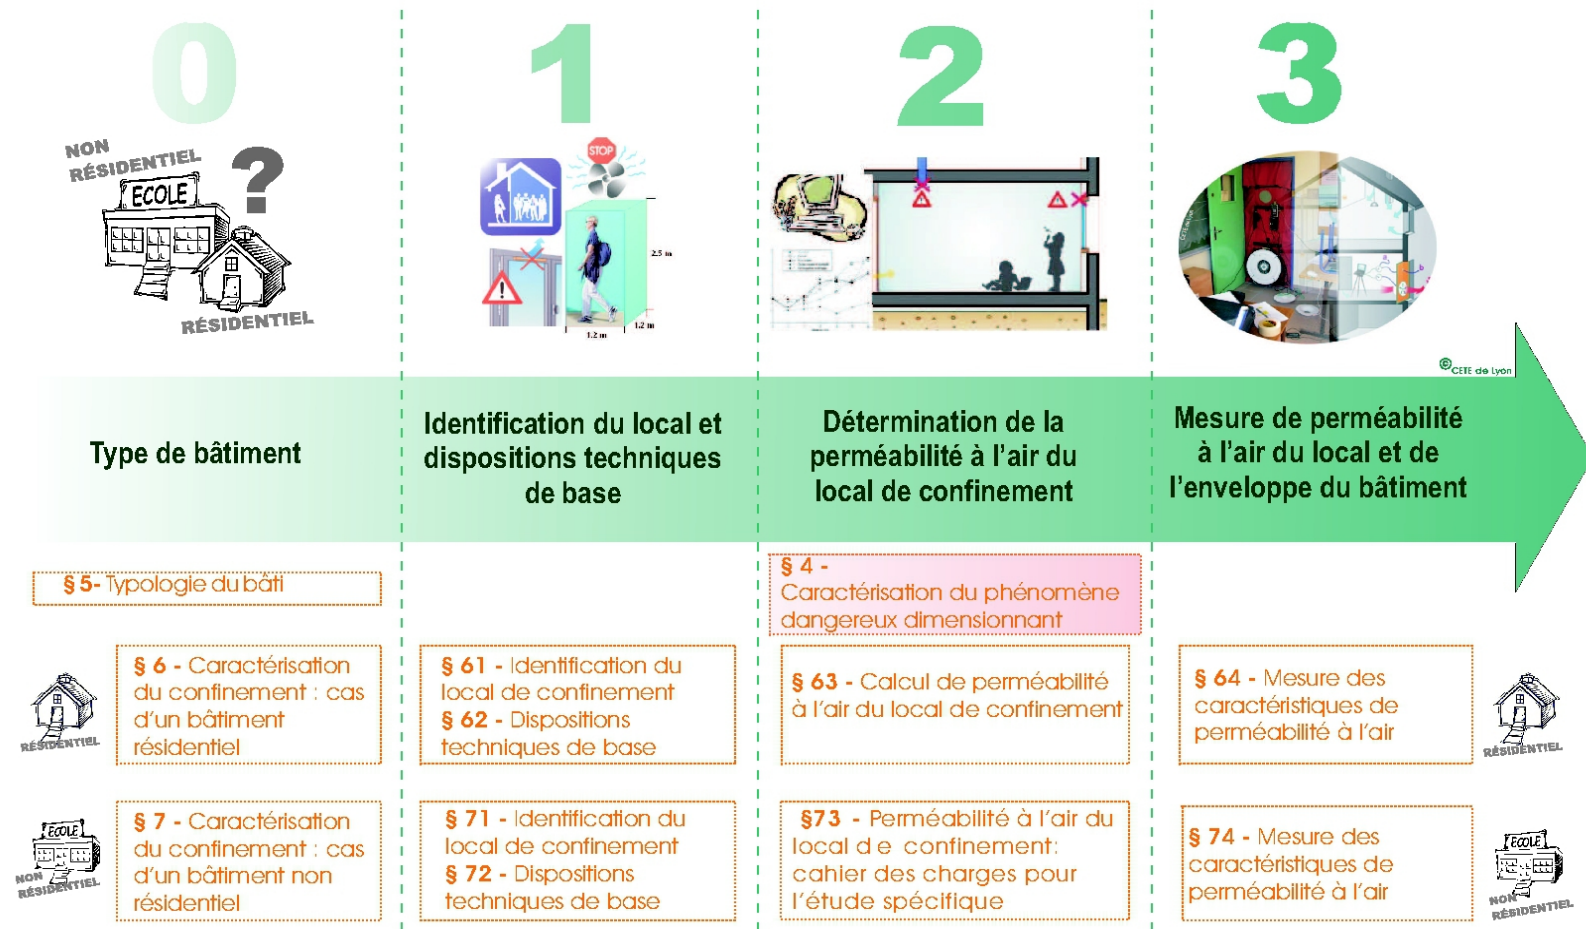 0
1
2
3
NON
RÉSIDENTIEL
ECOLE
?
RÉSIDENTIEL
STOP
2.5 m
1.2 m
1.2 m
©CETE de Lyon
Type de bâtiment
Identification du local et
dispositions techniques
de base
Détermination de la
perméabilité à l'air du
local de confinement
Mesure de perméabilité
à l'air du local et de
l'enveloppe du bâtiment
§ 5- Typologie du bâti
§ 4 -
Caractérisation du phénomène
dangereux dimensionnant
RÉSIDENTIEL
§ 6 - Caractérisation
du confinement : cas
d'un bâtiment
résidentiel
§ 61 - Identification du
local de confinement
§ 62 - Dispositions
techniques de base
§ 63 - Calcul de perméabilité
à l'air du local de confinement
§ 64 - Mesure des
caractéristiques de
perméabilité à l'air
RÉSIDENTIEL
ECOLE
NON
RÉSIDENTIEL
§ 7 - Caractérisation
du confinement : cas
d'un bâtiment non
résidentiel
§ 71 - Identification du
local de confinement
§ 72 - Dispositions
techniques de base
§73 - Perméabilité à l'air du
local de confinement:
cahier des charges pour
l'étude spécifique
§ 74 - Mesure des
caractéristiques de
perméabilité à l'air
ECOLE
NON
RÉSIDENTIEL